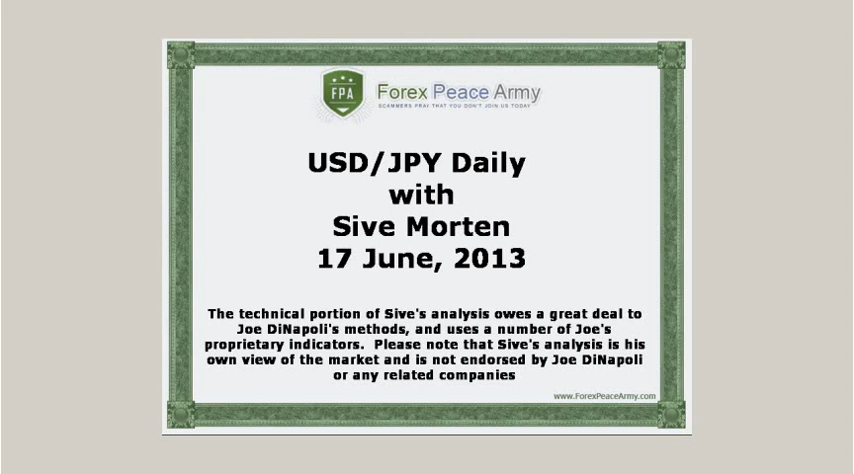 FPA
Forex Peace Army
SCAMMERS PRAY THAT YOU DON'T JOIN US TODAY
USD/JPY Daily
with
Sive Morten
17 June, 2013
The technical portion of Sive's analysis owes a great deal to
Joe DiNapoli's methods, and uses a number of Joe's
proprietary indicators.  Please note that Sive's analysis is his
own view of the market and is not endorsed by Joe DiNapoli
or any related companies
www.ForexPeaceArmy.com